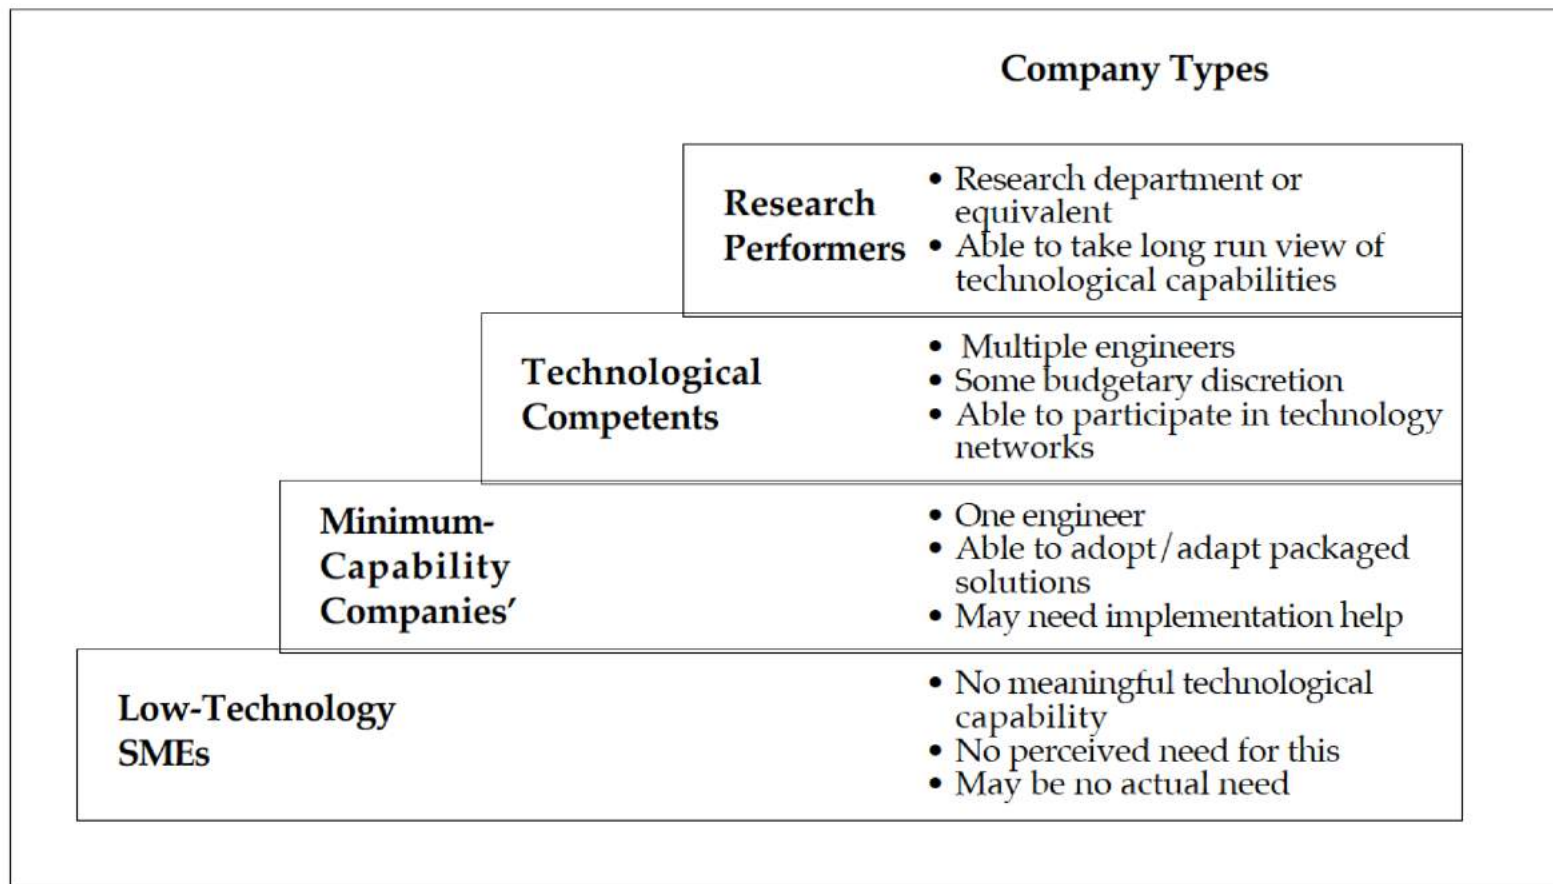 Company Types
Research
Performers
• Research department or
equivalent
• Able to take long run view of
technological capabilities
Technological
Competents
• Multiple engineers
• Some budgetary discretion
• Able to participate in technology
networks
Minimum-
Capability
Companies’
• One engineer
• Able to adopt/adapt packaged
solutions
• May need implementation help
Low-Technology
SMEs
• No meaningful technological
capability
• No perceived need for this
• May be no actual need